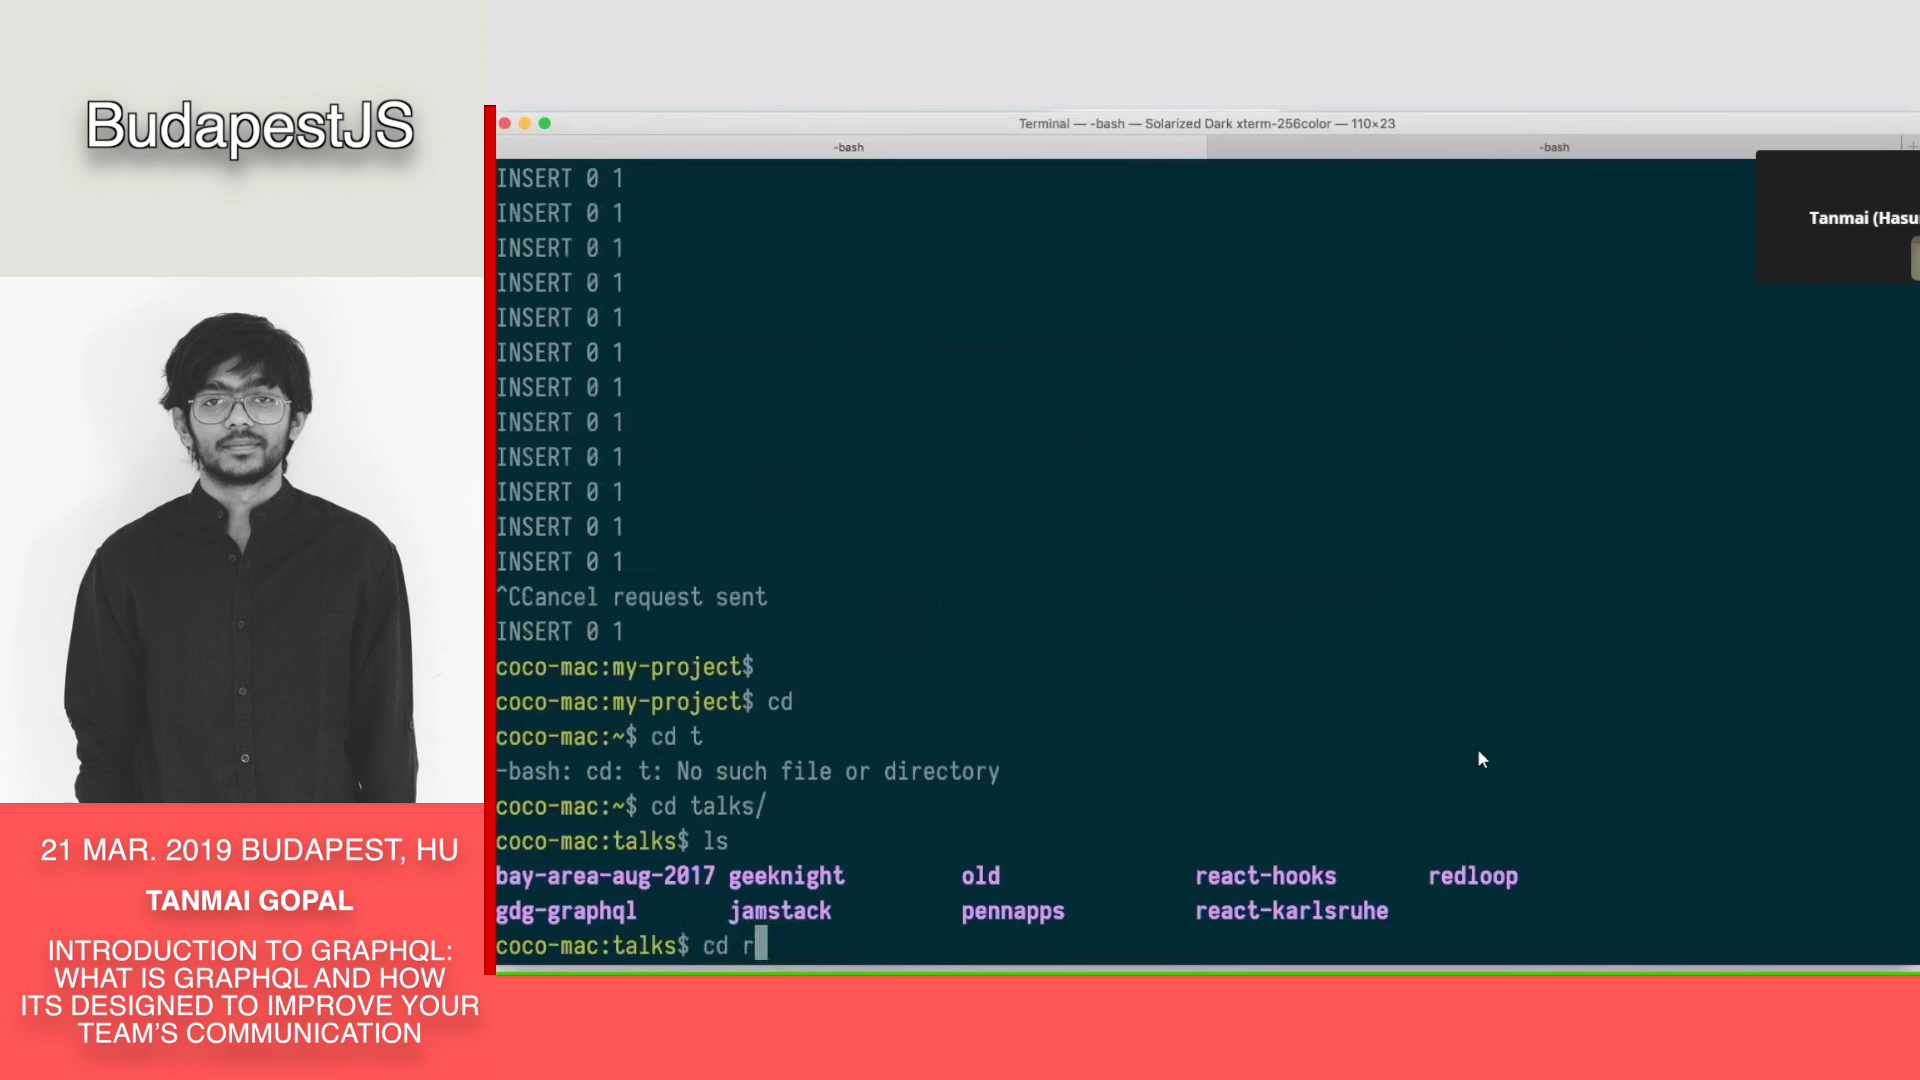 BudapestJS
21 MAR. 2019 BUDAPEST, HU
TANMAI GOPAL
INTRODUCTION TO GRAPHQL:
WHAT IS GRAPHQL AND HOW
ITS DESIGNED TO IMPROVE YOUR
TEAM'S COMMUNICATION
Terminal — -bash — Solarized Dark xterm-256color — 110×23
-bash
-bash
Tanmai (Hasu
INSERT 0 1
INSERT 0 1
INSERT 0 1
INSERT 0 1
INSERT 0 1
INSERT 0 1
INSERT 0 1
INSERT 0 1
INSERT 0 1
INSERT 0 1
INSERT 0 1
INSERT 0 1
^CCancel request sent
INSERT 0 1
coco-mac:my-project$
coco-mac:my-project$ cd
coco-mac:~$ cd t
-bash: cd: t: No such file or directory
coco-mac:~$ cd talks/
coco-mac:talks$ ls
bay-area-aug-2017 geeknight old react-hooks redloop
gdg-graphql jamstack pennapps react-karlsruhe
coco-mac:talks$ cd r